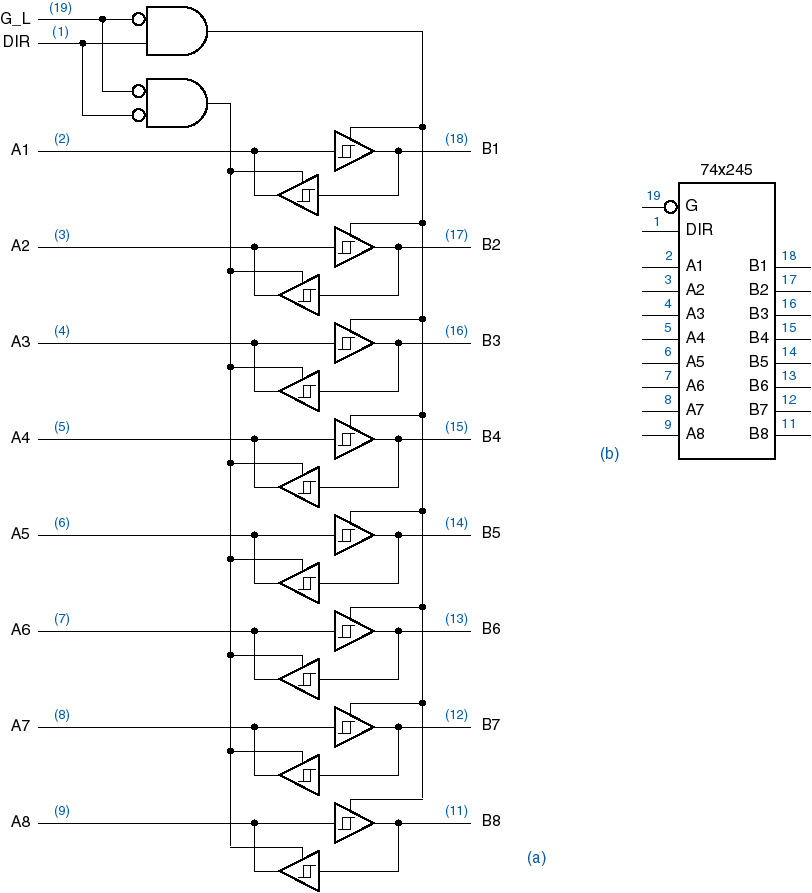 G_L (19)
DIR (1)
A1 (2) (18) B1
A2 (3) (17) B2
A3 (4) (16) B3
A4 (5) (15) B4
A5 (6) (14) B5
A6 (7) (13) B6
A7 (8) (12) B7
A8 (9) (11) B8
(a)
74x245
19 G
1 DIR
2 A1 B1 18
3 A2 B2 17
4 A3 B3 16
5 A4 B4 15
6 A5 B5 14
7 A6 B6 13
8 A7 B7 12
9 A8 B8 11
(b)